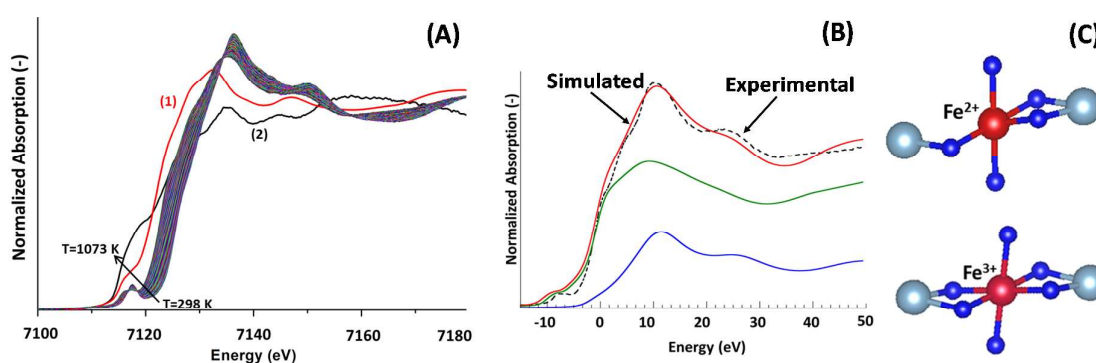 (A)
Normalized Absorption (-)
(1)
(2)
T=1073 K
T=298 K
7100 7120 7140 7160 7180
Energy (eV)
(B)
Normalized Absorption (-)
Simulated
Experimental
-10 0 10 20 30 40 50
Energy (eV)
(C)
Fe²⁺
Fe³⁺